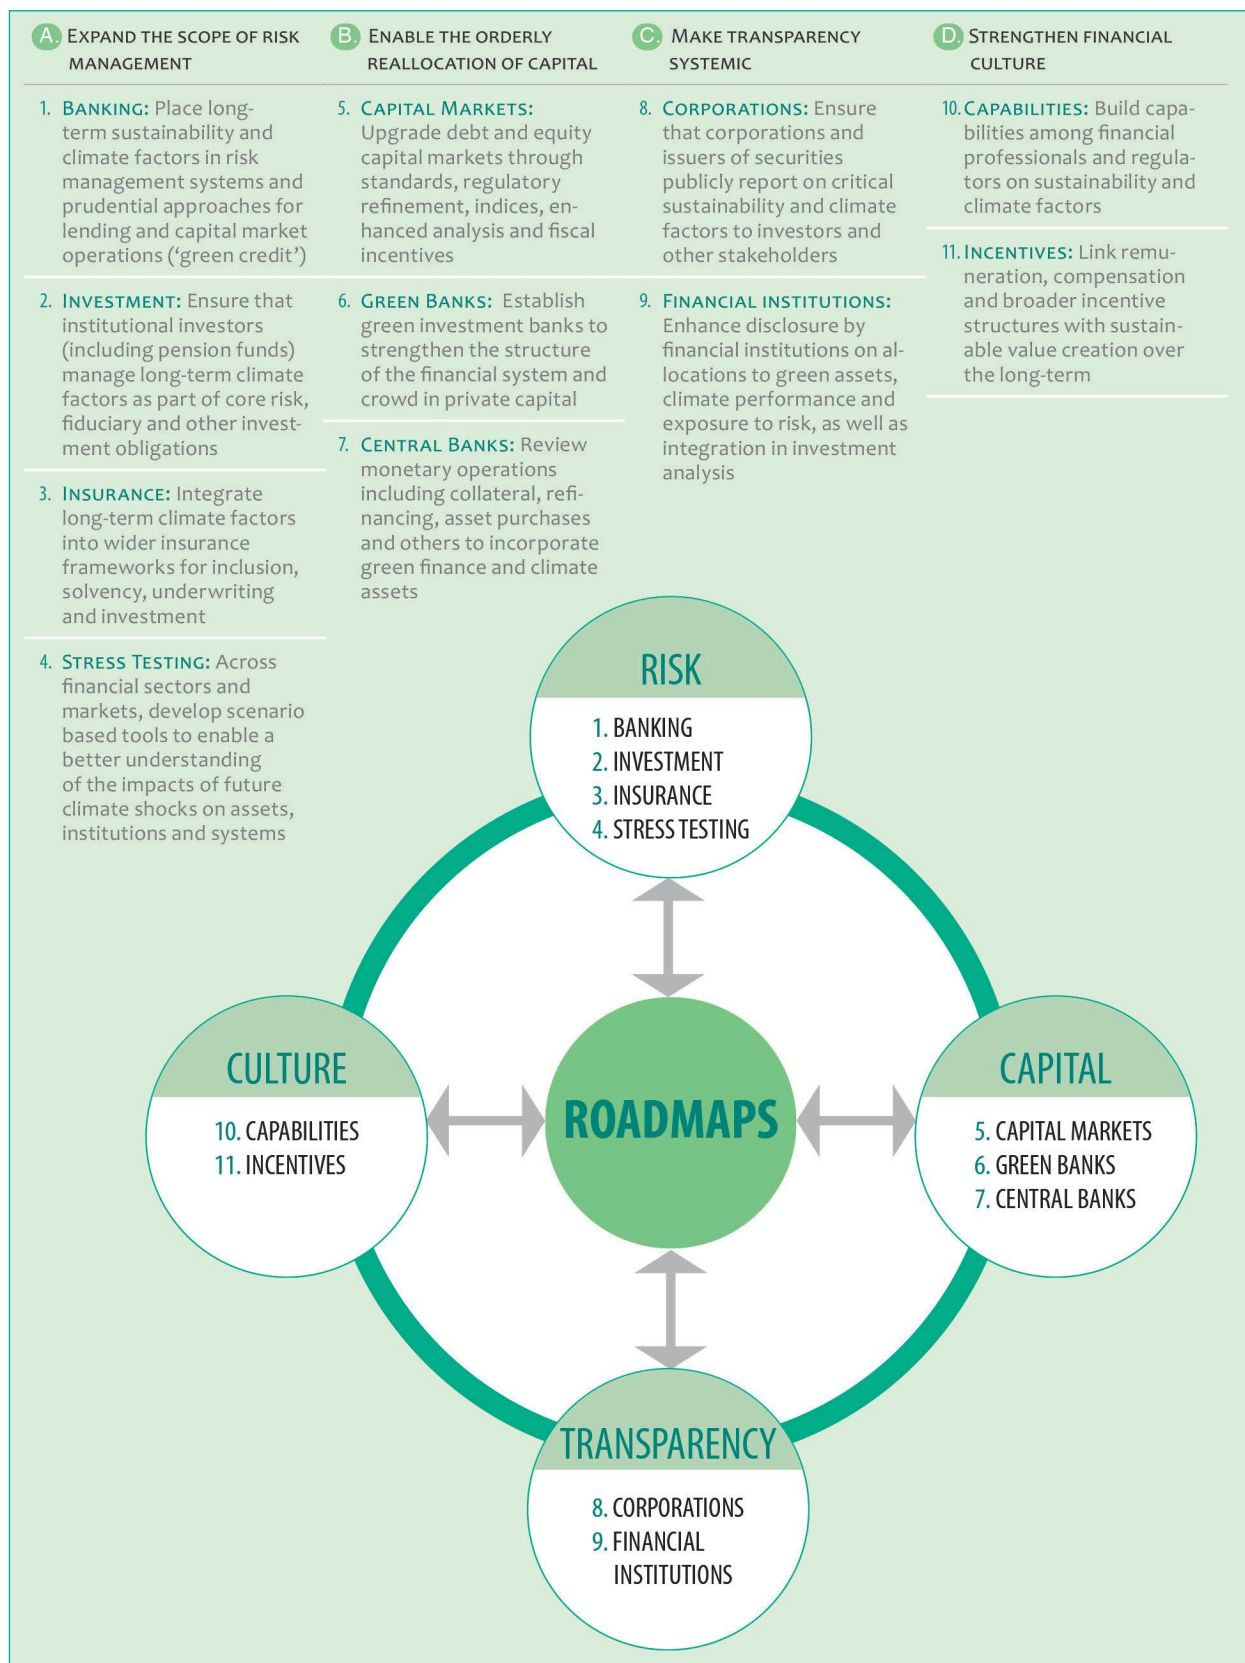 A. EXPAND THE SCOPE OF RISK
MANAGEMENT
1. BANKING: Place long-
term sustainability and
climate factors in risk
management systems and
prudential approaches for
lending and capital market
operations (‘green credit’)
2. INVESTMENT: Ensure that
institutional investors
(including pension funds)
manage long-term climate
factors as part of core risk,
fiduciary and other invest-
ment obligations
3. INSURANCE: Integrate
long-term climate factors
into wider insurance
frameworks for inclusion,
solvency, underwriting
and investment
4. STRESS TESTING: Across
financial sectors and
markets, develop scenario
based tools to enable a
better understanding
of the impacts of future
climate shocks on assets,
institutions and systems
B. ENABLE THE ORDERLY
REALLOCATION OF CAPITAL
5. CAPITAL MARKETS:
Upgrade debt and equity
capital markets through
standards, regulatory
refinement, indices, en-
hanced analysis and fiscal
incentives
6. GREEN BANKS: Establish
green investment banks to
strengthen the structure
of the financial system and
crowd in private capital
7. CENTRAL BANKS: Review
monetary operations
including collateral, refi-
nancing, asset purchases
and others to incorporate
green finance and climate
assets
C. MAKE TRANSPARENCY
SYSTEMIC
8. CORPORATIONS: Ensure
that corporations and
issuers of securities
publicly report on critical
sustainability and climate
factors to investors and
other stakeholders
9. FINANCIAL INSTITUTIONS:
Enhance disclosure by
financial institutions on al-
locations to green assets,
climate performance and
exposure to risk, as well as
integration in investment
analysis
D. STRENGTHEN FINANCIAL
CULTURE
10. CAPABILITIES: Build capa-
bilities among financial
professionals and regula-
tors on sustainability and
climate factors
11. INCENTIVES: Link remu-
neration, compensation
and broader incentive
structures with sustain-
able value creation over
the long-term
RISK
1. BANKING
2. INVESTMENT
3. INSURANCE
4. STRESS TESTING
CULTURE
10. CAPABILITIES
11. INCENTIVES
ROADMAPS
CAPITAL
5. CAPITAL MARKETS
6. GREEN BANKS
7. CENTRAL BANKS
TRANSPARENCY
8. CORPORATIONS
9. FINANCIAL
INSTITUTIONS